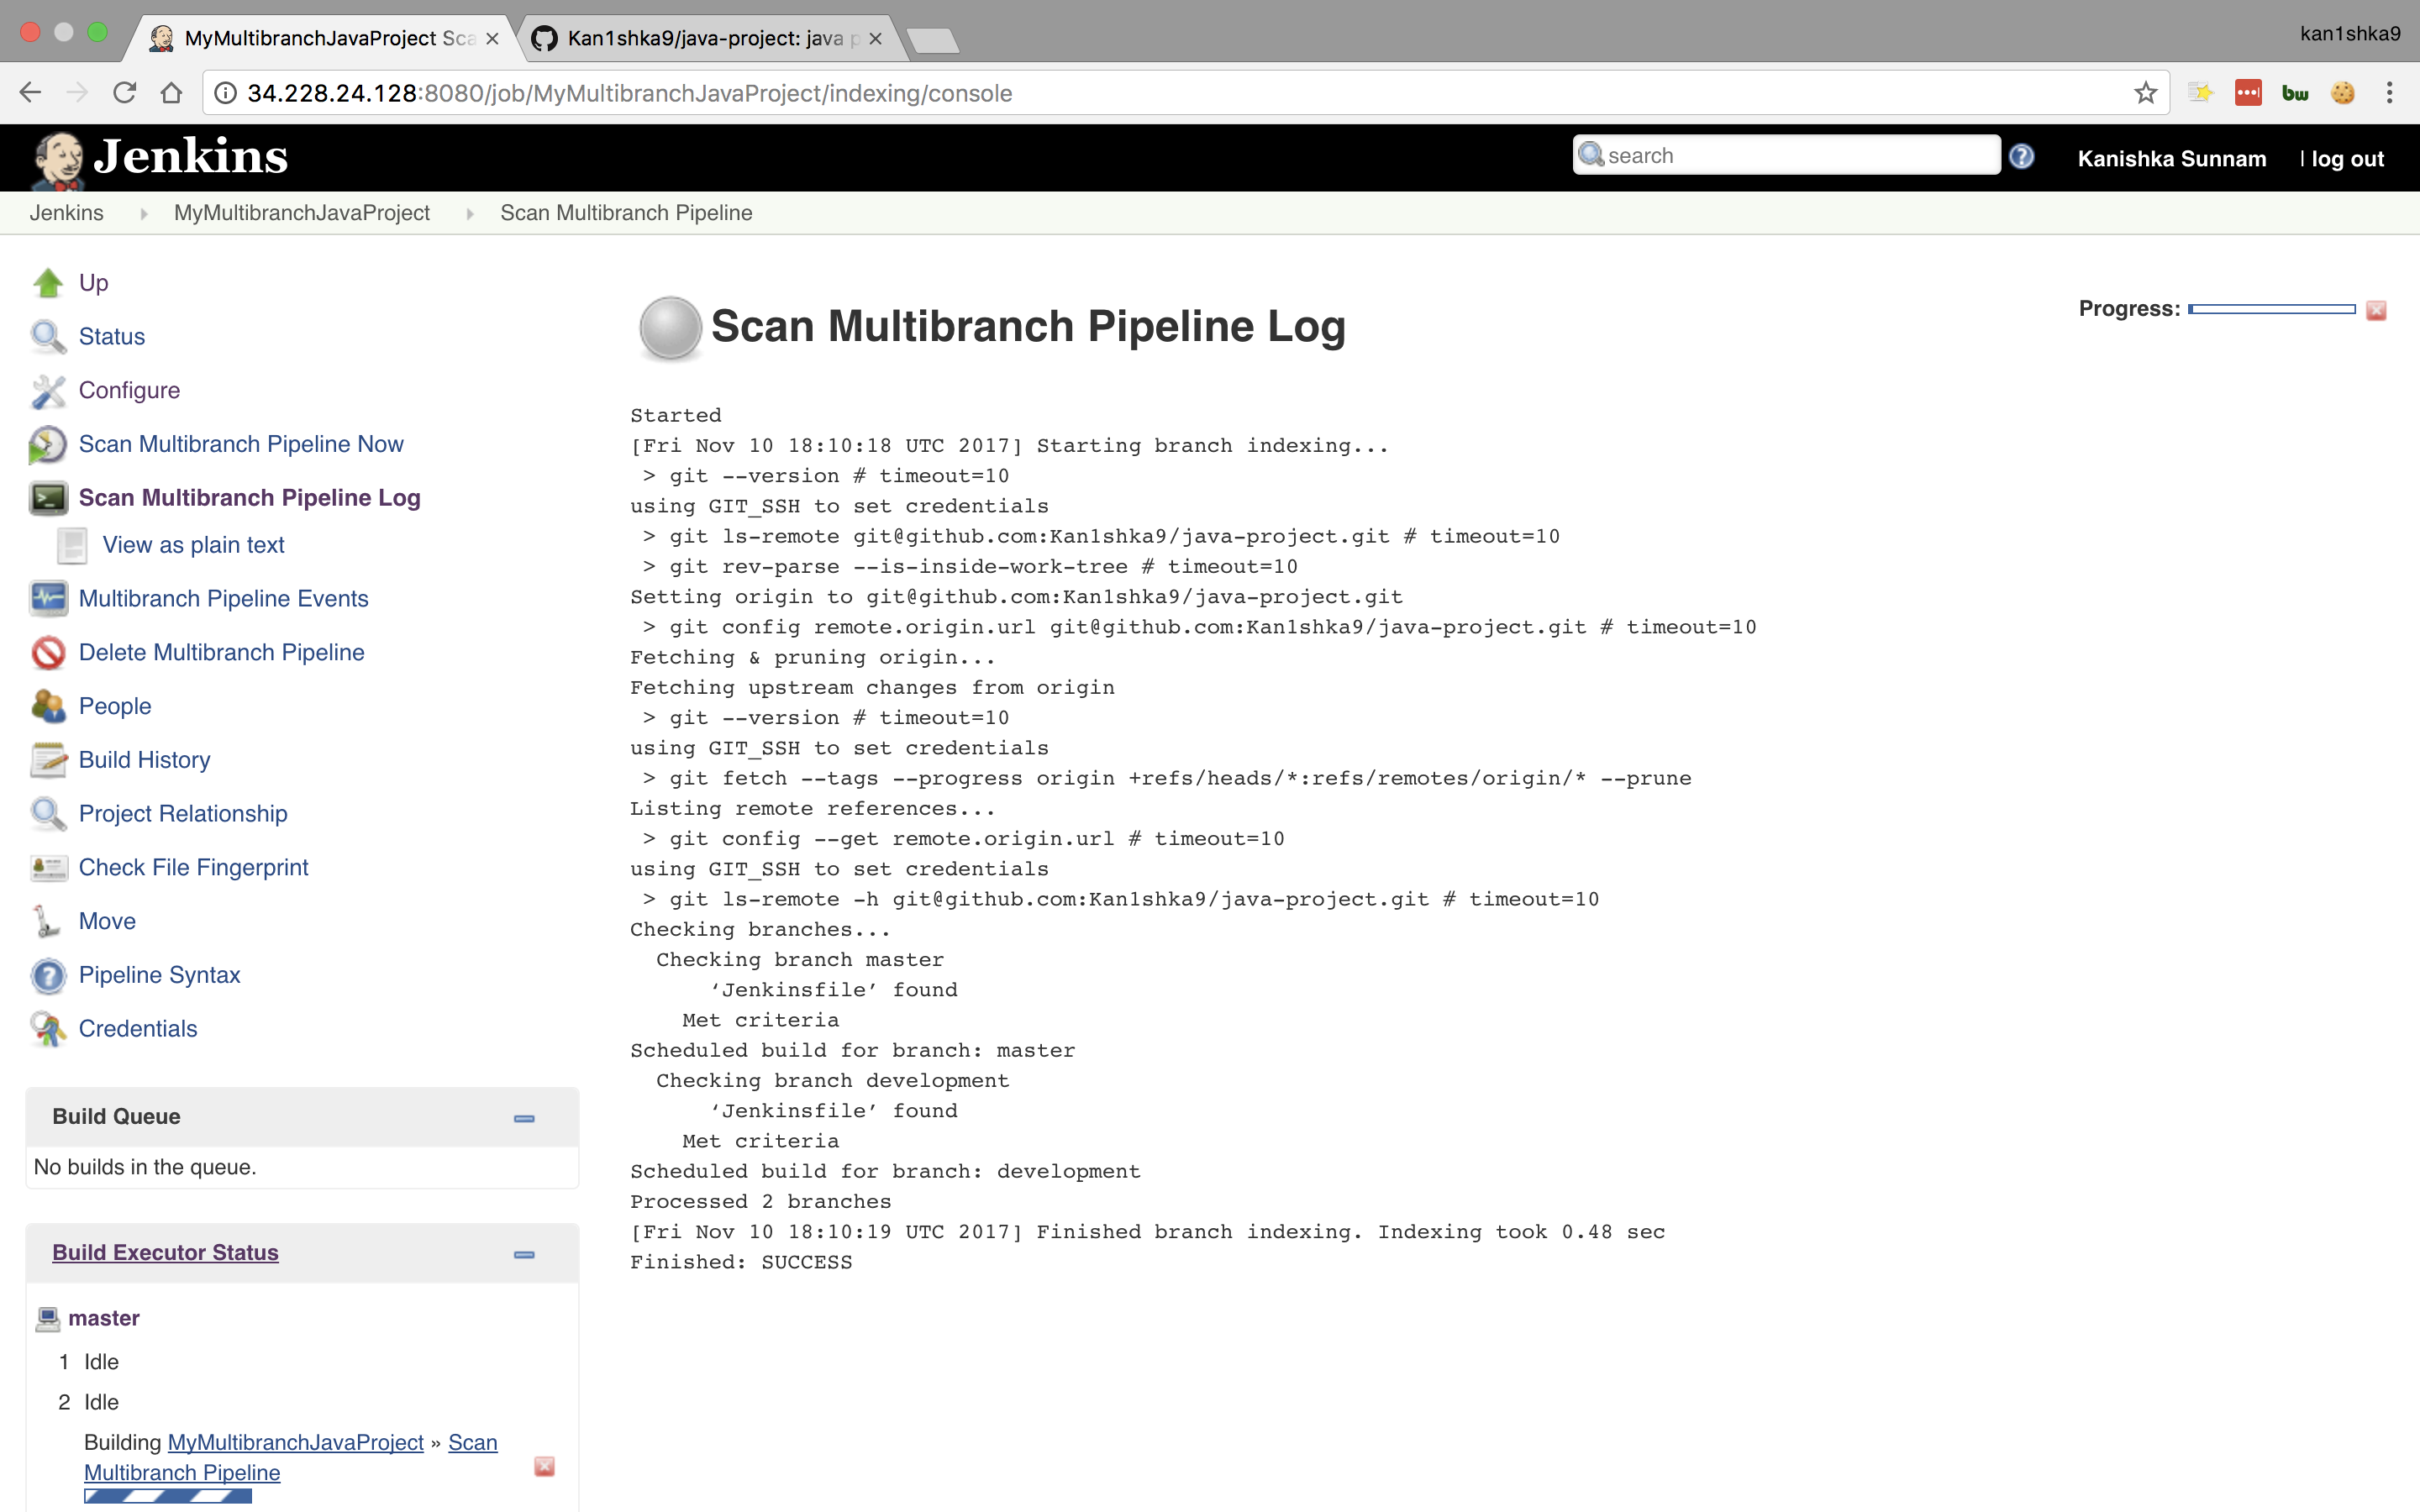 MyMultibranchJavaProject Sca
Kan1shka9/java-project: java p
kan1shka9
34.228.24.128:8080/job/MyMultibranchJavaProject/indexing/console
bw
Jenkins
search
Kanishka Sunnam
| log out
Jenkins
MyMultibranchJavaProject
Scan Multibranch Pipeline
Up
Status
Configure
Scan Multibranch Pipeline Now
Scan Multibranch Pipeline Log
View as plain text
Multibranch Pipeline Events
Delete Multibranch Pipeline
People
Build History
Project Relationship
Check File Fingerprint
Move
Pipeline Syntax
Credentials
Build Queue
No builds in the queue.
Build Executor Status
master
1 Idle
2 Idle
Building MyMultibranchJavaProject » Scan
Multibranch Pipeline
Scan Multibranch Pipeline Log
Progress:
Started
[Fri Nov 10 18:10:18 UTC 2017] Starting branch indexing...
> git --version # timeout=10
using GIT_SSH to set credentials
> git ls-remote git@github.com:Kan1shka9/java-project.git # timeout=10
> git rev-parse --is-inside-work-tree # timeout=10
Setting origin to git@github.com:Kan1shka9/java-project.git
> git config remote.origin.url git@github.com:Kan1shka9/java-project.git # timeout=10
Fetching & pruning origin...
Fetching upstream changes from origin
> git --version # timeout=10
using GIT_SSH to set credentials
> git fetch --tags --progress origin +refs/heads/*:refs/remotes/origin/* --prune
Listing remote references...
> git config --get remote.origin.url # timeout=10
using GIT_SSH to set credentials
> git ls-remote -h git@github.com:Kan1shka9/java-project.git # timeout=10
Checking branches...
Checking branch master
‘Jenkinsfile’ found
Met criteria
Scheduled build for branch: master
Checking branch development
‘Jenkinsfile’ found
Met criteria
Scheduled build for branch: development
Processed 2 branches
[Fri Nov 10 18:10:19 UTC 2017] Finished branch indexing. Indexing took 0.48 sec
Finished: SUCCESS